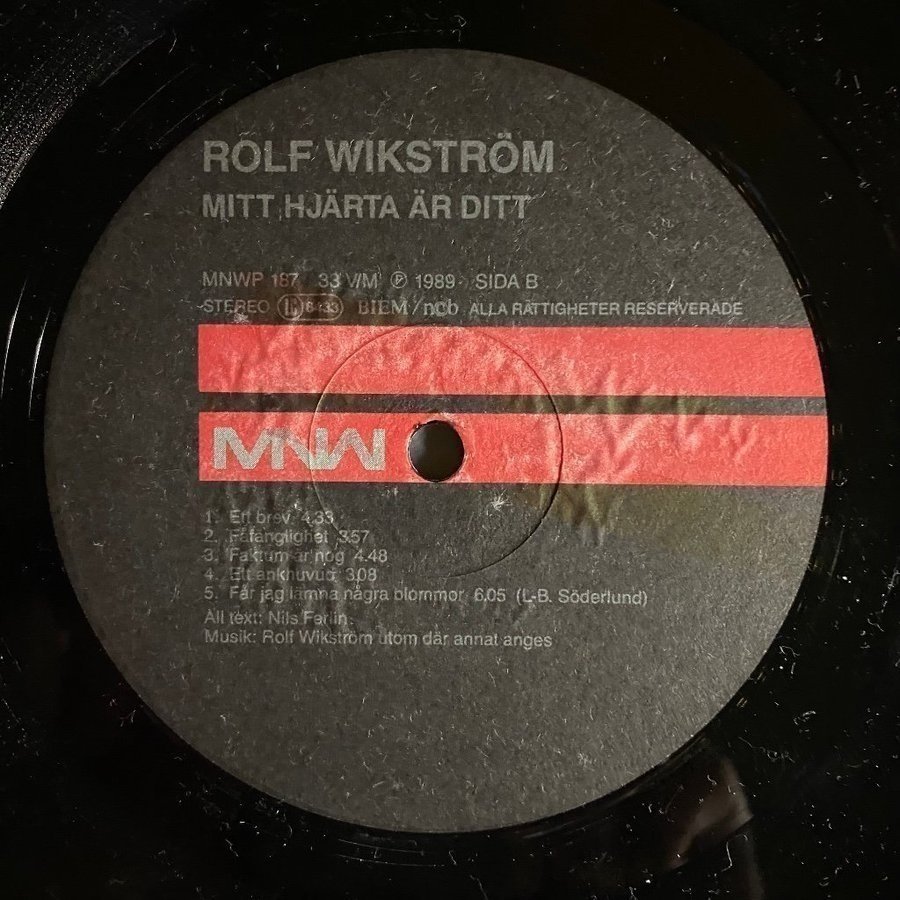 ROLF WIKSTRÖM
MITT HJÄRTA ÄR DITT
MNWP 187 33 V/M Ⓟ 1989 SIDA B
STEREO LC 6433 BIEM/ncb ALLA RÄTTIGHETER RESERVERADE
MNW
1. Ett brev 4.33
2. Fåfänglighet 3.57
3. Faktum är nog 4.48
4. Ett ankhuvud 3.08
5. Får jag lämna några blommor 6.05 (L-B. Söderlund)
All text: Nils Ferlin
Musik: Rolf Wikström utom där annat anges